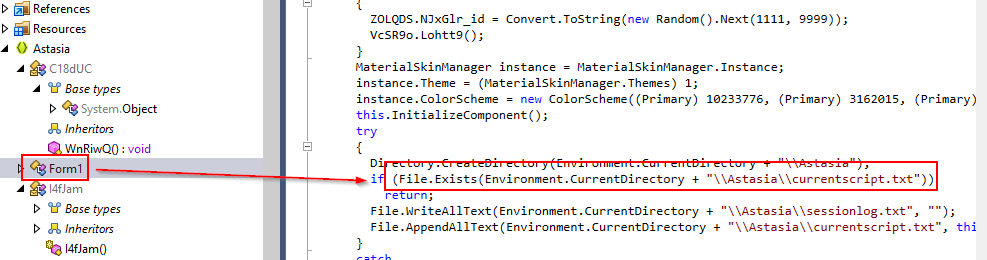 References
Resources
Astasia
C18dUC
Base types
System.Object
Inheritors
WnRiwQ() : void
Form1
I4fJam
Base types
Inheritors
I4fJam()
{
ZOLQDS.NJxGlr_id = Convert.ToString(new Random().Next(1111, 9999));
VcSR9o.Lohtt9();
}
MaterialSkinManager instance = MaterialSkinManager.Instance;
instance.Theme = (MaterialSkinManager.Themes) 1;
instance.ColorScheme = new ColorScheme((Primary) 10233776, (Primary) 3162015, (Primary)
this.InitializeComponent();
try
{
Directory.CreateDirectory(Environment.CurrentDirectory + "\\Astasia");
if (File.Exists(Environment.CurrentDirectory + "\\Astasia\\currentscript.txt"))
return;
File.WriteAllText(Environment.CurrentDirectory + "\\Astasia\\sessionlog.txt", "");
File.AppendAllText(Environment.CurrentDirectory + "\\Astasia\\currentscript.txt", thi
}
catch